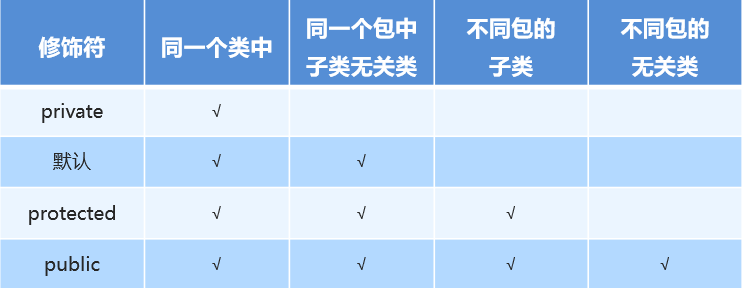 修饰符 同一个类中 同一个包中 不同包的 不同包的
子类无关类 子类 无关类
private √
默认 √ √
protected √ √ √
public √ √ √ √